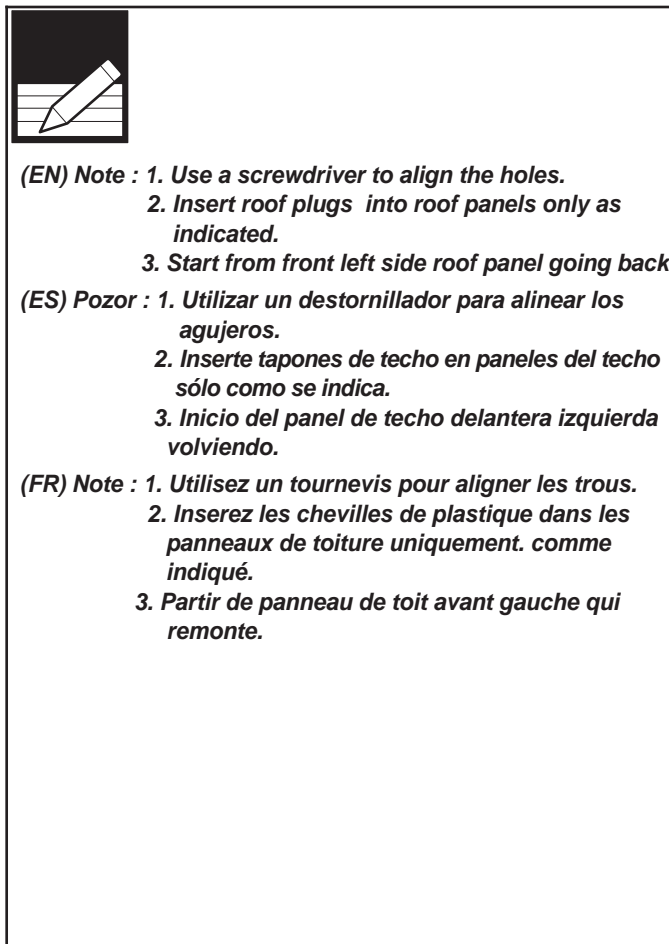 (EN) Note : 1. Use a screwdriver to align the holes.
2. Insert roof plugs into roof panels only as
indicated.
3. Start from front left side roof panel going back
(ES) Pozor : 1. Utilizar un destornillador para alinear los
agujeros.
2. Inserte tapones de techo en paneles del techo
sólo como se indica.
3. Inicio del panel de techo delantera izquierda
volviendo.
(FR) Note : 1. Utilisez un tournevis pour aligner les trous.
2. Inserez les chevilles de plastique dans les
panneaux de toiture uniquement. comme
indiqué.
3. Partir de panneau de toit avant gauche qui
remonte.